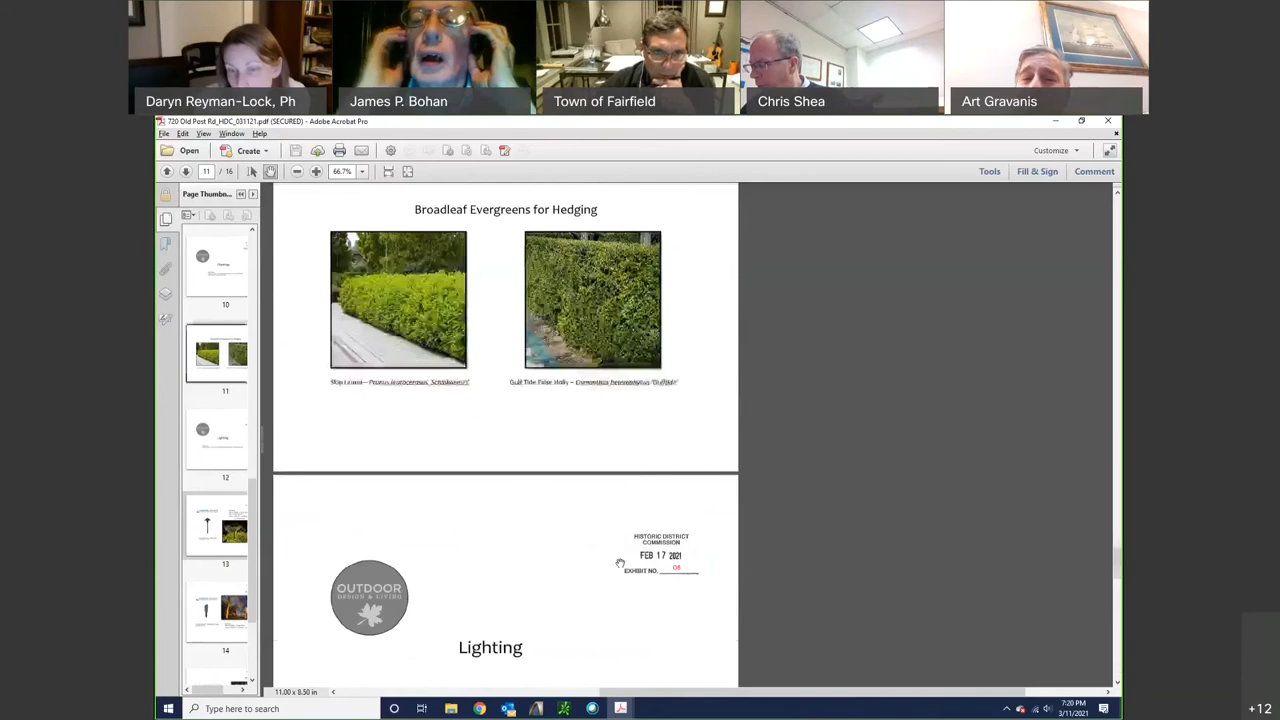 Daryn Reyman-Lock, Ph
James P. Bohan
Town of Fairfield
Chris Shea
Art Gravanis
720 Old Post Rd_HDC_031121.pdf (SECURED) - Adobe Acrobat Pro
File Edit View Window Help
Open Create Customize
11 / 16 66.7% Tools Fill & Sign Comment
Page Thumbn...
10
11
12
13
14
Broadleaf Evergreens for Hedging
HISTORIC DISTRICT
COMMISSION
FEB 17 2021
EXHIBIT NO. 08
OUTDOOR
DESIGN & LIVING
Lighting
11.00 x 8.50 in
Type here to search
7:20 PM
3/11/2021
+12